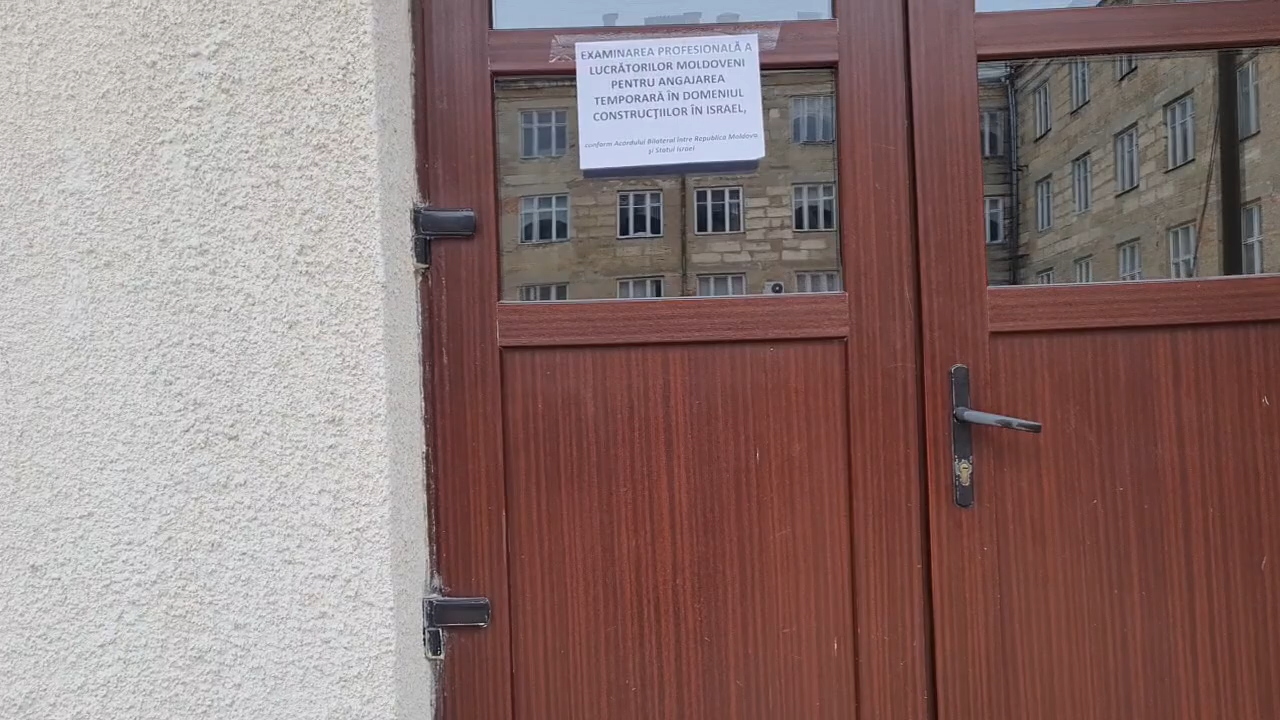 EXAMINAREA PROFESIONALĂ A
LUCRĂTORILOR MOLDOVENI
PENTRU ANGAJAREA
TEMPORARĂ ÎN DOMENIUL
CONSTRUCȚIILOR ÎN ISRAEL,
conform Acordului Bilateral între Republica Moldova
și Statul Israel